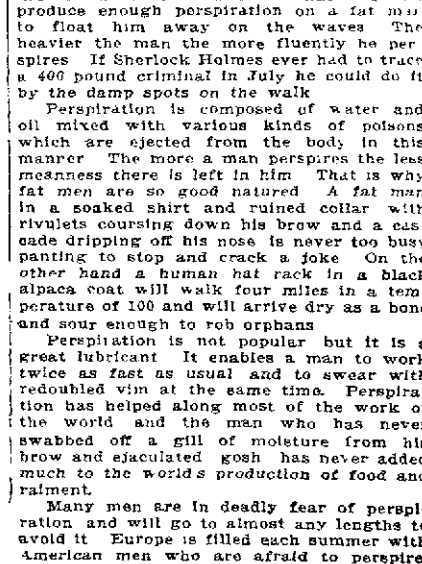 produce enough perspiration on a fat man
to float him away on the waves The
heavier the man the more fluently he per
spires If Sherlock Holmes ever had to trace
a 400 pound criminal in July he could do it
by the damp spots on the walk
Perspiration is composed of water and
oil mixed with various kinds of poisons
which are ejected from the body in this
manner The more a man perspires the less
meanness there is left in him That is why
fat men are so good natured A fat man
in a soaked shirt and ruined collar with
rivulets coursing down his brow and a cas
cade dripping off his nose is never too busy
panting to stop and crack a joke On the
other hand a human hat rack in a black
alpaca coat will walk four miles in a tem
perature of 100 and will arrive dry as a bone
and sour enough to rob orphans
Perspiration is not popular but it is a
great lubricant It enables a man to work
twice as fast as usual and to swear with
redoubled vim at the same time. Perspira
tion has helped along most of the work of
the world and the man who has never
swabbed off a gill of moisture from his
brow and ejaculated gosh has never added
much to the world s production of food and
raiment.
Many men are in deadly fear of perspi
ration and will go to almost any lengths to
avoid it Europe is filled each summer with
American men who are afraid to perspire